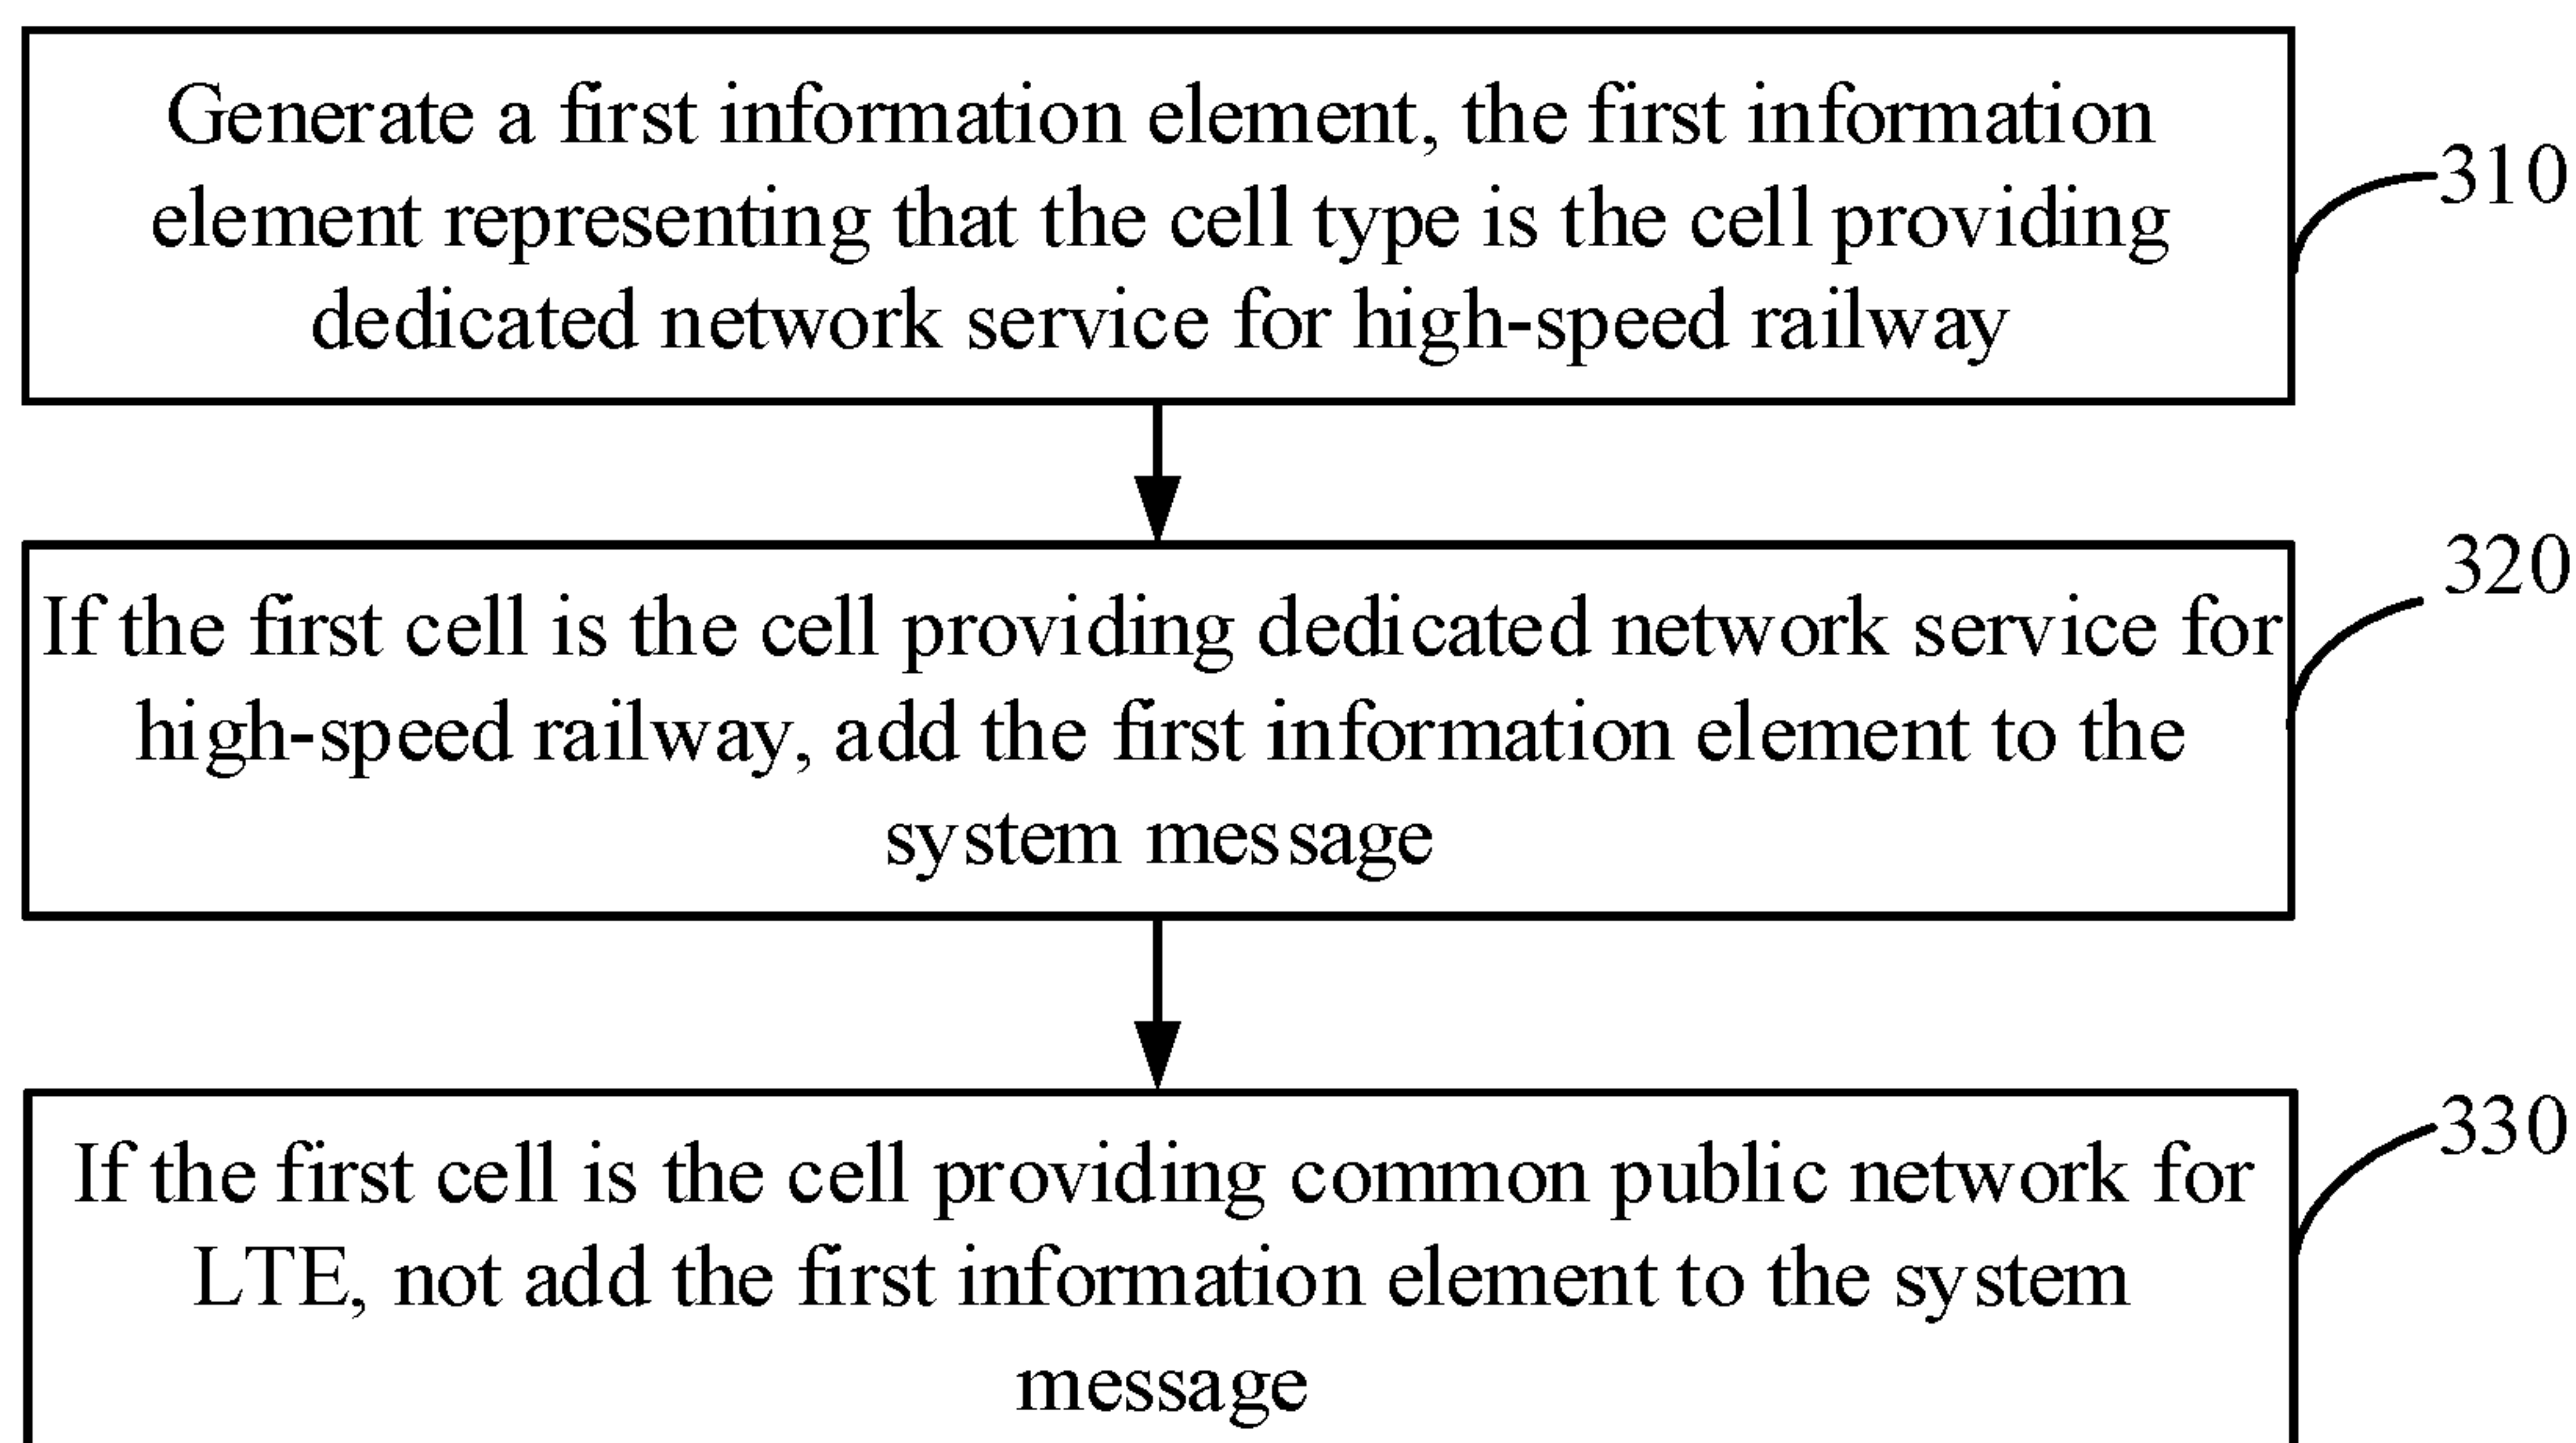 Generate a first information element, the first information
element representing that the cell type is the cell providing
dedicated network service for high-speed railway
310
If the first cell is the cell providing dedicated network service for
high-speed railway, add the first information element to the
system message
320
If the first cell is the cell providing common public network for
LTE, not add the first information element to the system
message
330